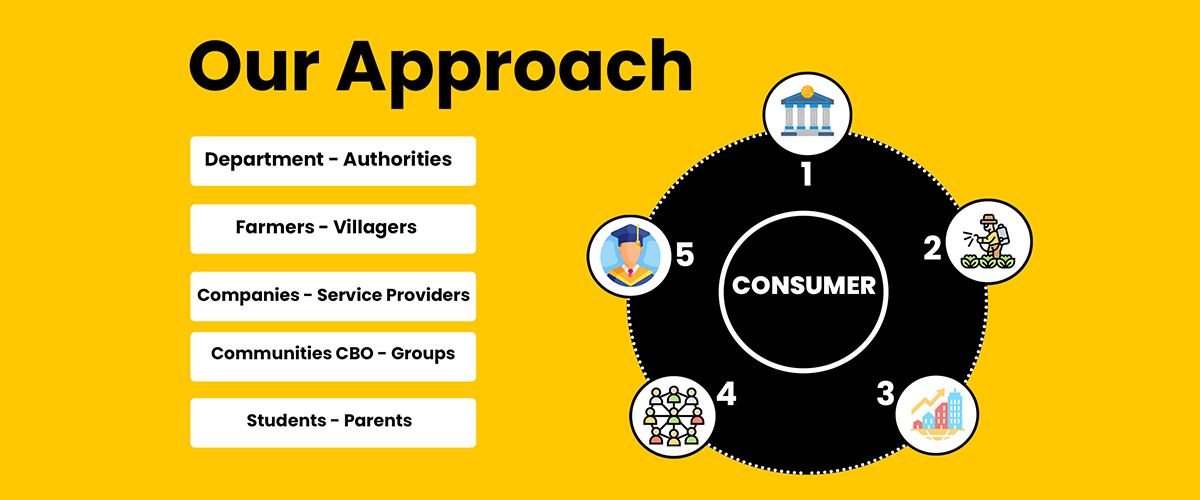 Our Approach
Department - Authorities
Farmers - Villagers
Companies - Service Providers
Communities CBO - Groups
Students - Parents
1
2
3
4
5
CONSUMER